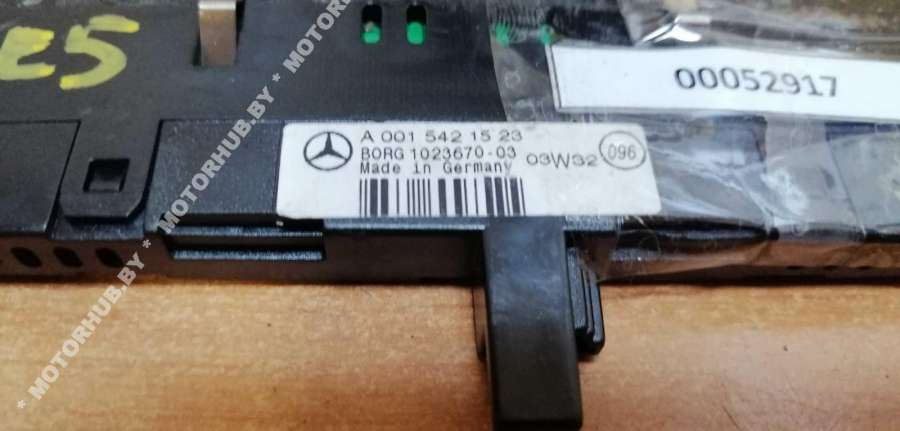 E5
00052917
A 001 542 15 23
BORG 1023670-03
Made in Germany
03W32
096
* MOTORHUB.BY * MOTORHUB.BY *
* MOTORHUB.BY * MOTORHUB.BY *